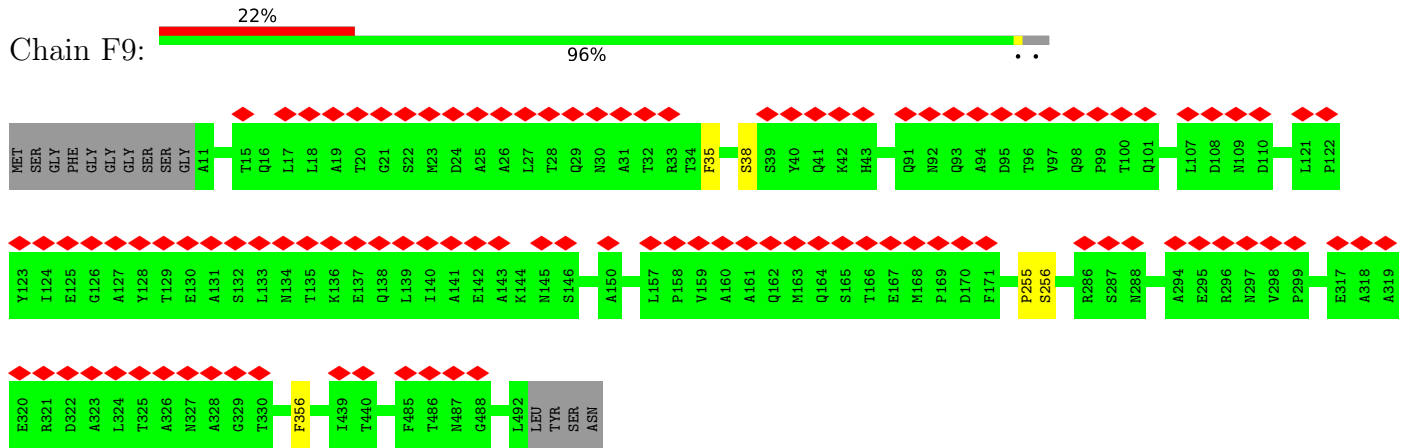 22%
Chain F9:
96%
MET SER GLY PHE GLY GLY GLY SER SER GLY A11 T15 Q16 L17 L18 A19 T20 G21 S22 M23 D24 A25 A26 L27 T28 Q29 N30 A31 T32 R33 T34 F35 S38 S39 Y40 Q41 K42 H43 Q91 N92 Q93 A94 D95 T96 V97 Q98 P99 T100 Q101 L107 D108 N109 D110 L121 P122
Y123 I124 E125 G126 A127 Y128 T129 E130 A131 S132 L133 N134 T135 K136 E137 Q138 L139 I140 A141 E142 A143 K144 N145 S146 A150 L157 P158 V159 A160 A161 Q162 M163 Q164 S165 T166 E167 M168 P169 D170 F171 P255 S256 R286 S287 N288 A294 E295 R296 N297 V298 P299 E317 A318 A319
E320 R321 D322 A323 L324 T325 A326 N327 A328 G329 T330 F356 I439 T440 F485 T486 N487 G488 L492 LEU TYR SER ASN